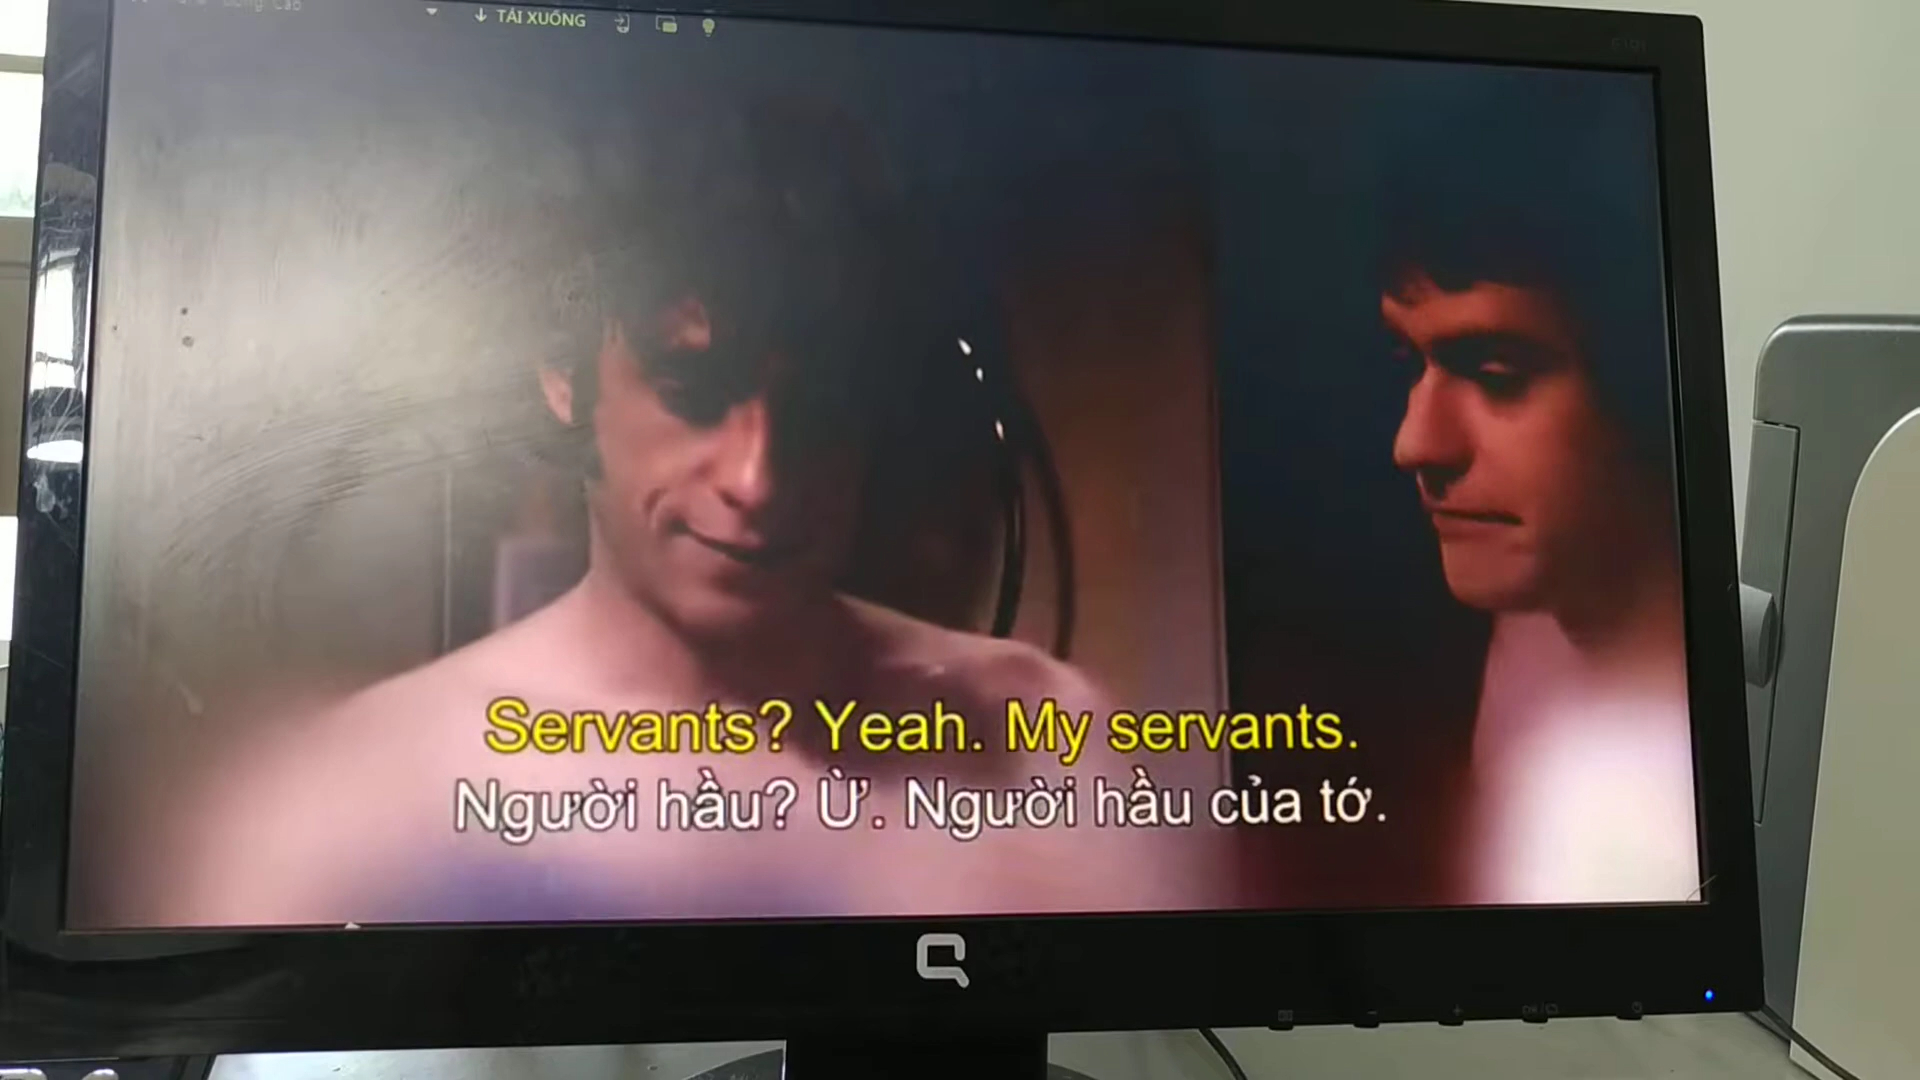 TẢI XUỐNG
Servants? Yeah. My servants.
Người hầu? Ừ. Người hầu của tớ.